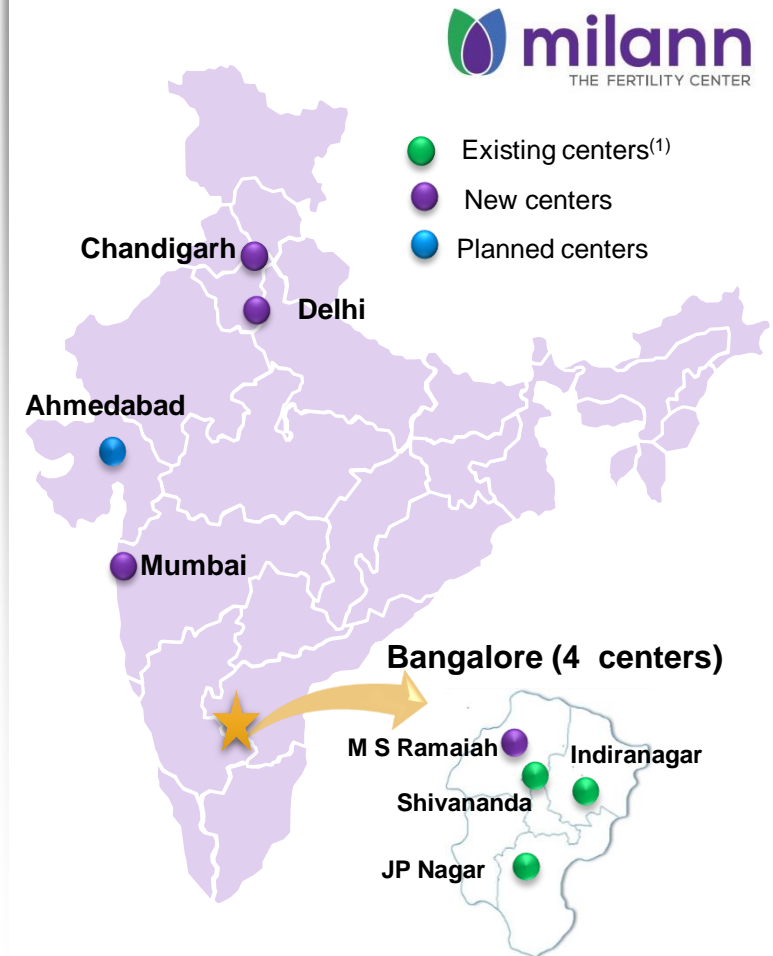 milann
THE FERTILITY CENTER
Existing centers(1)
New centers
Planned centers
Chandigarh
Delhi
Ahmedabad
Mumbai
Bangalore (4 centers)
M S Ramaiah
Indiranagar
Shivananda
JP Nagar